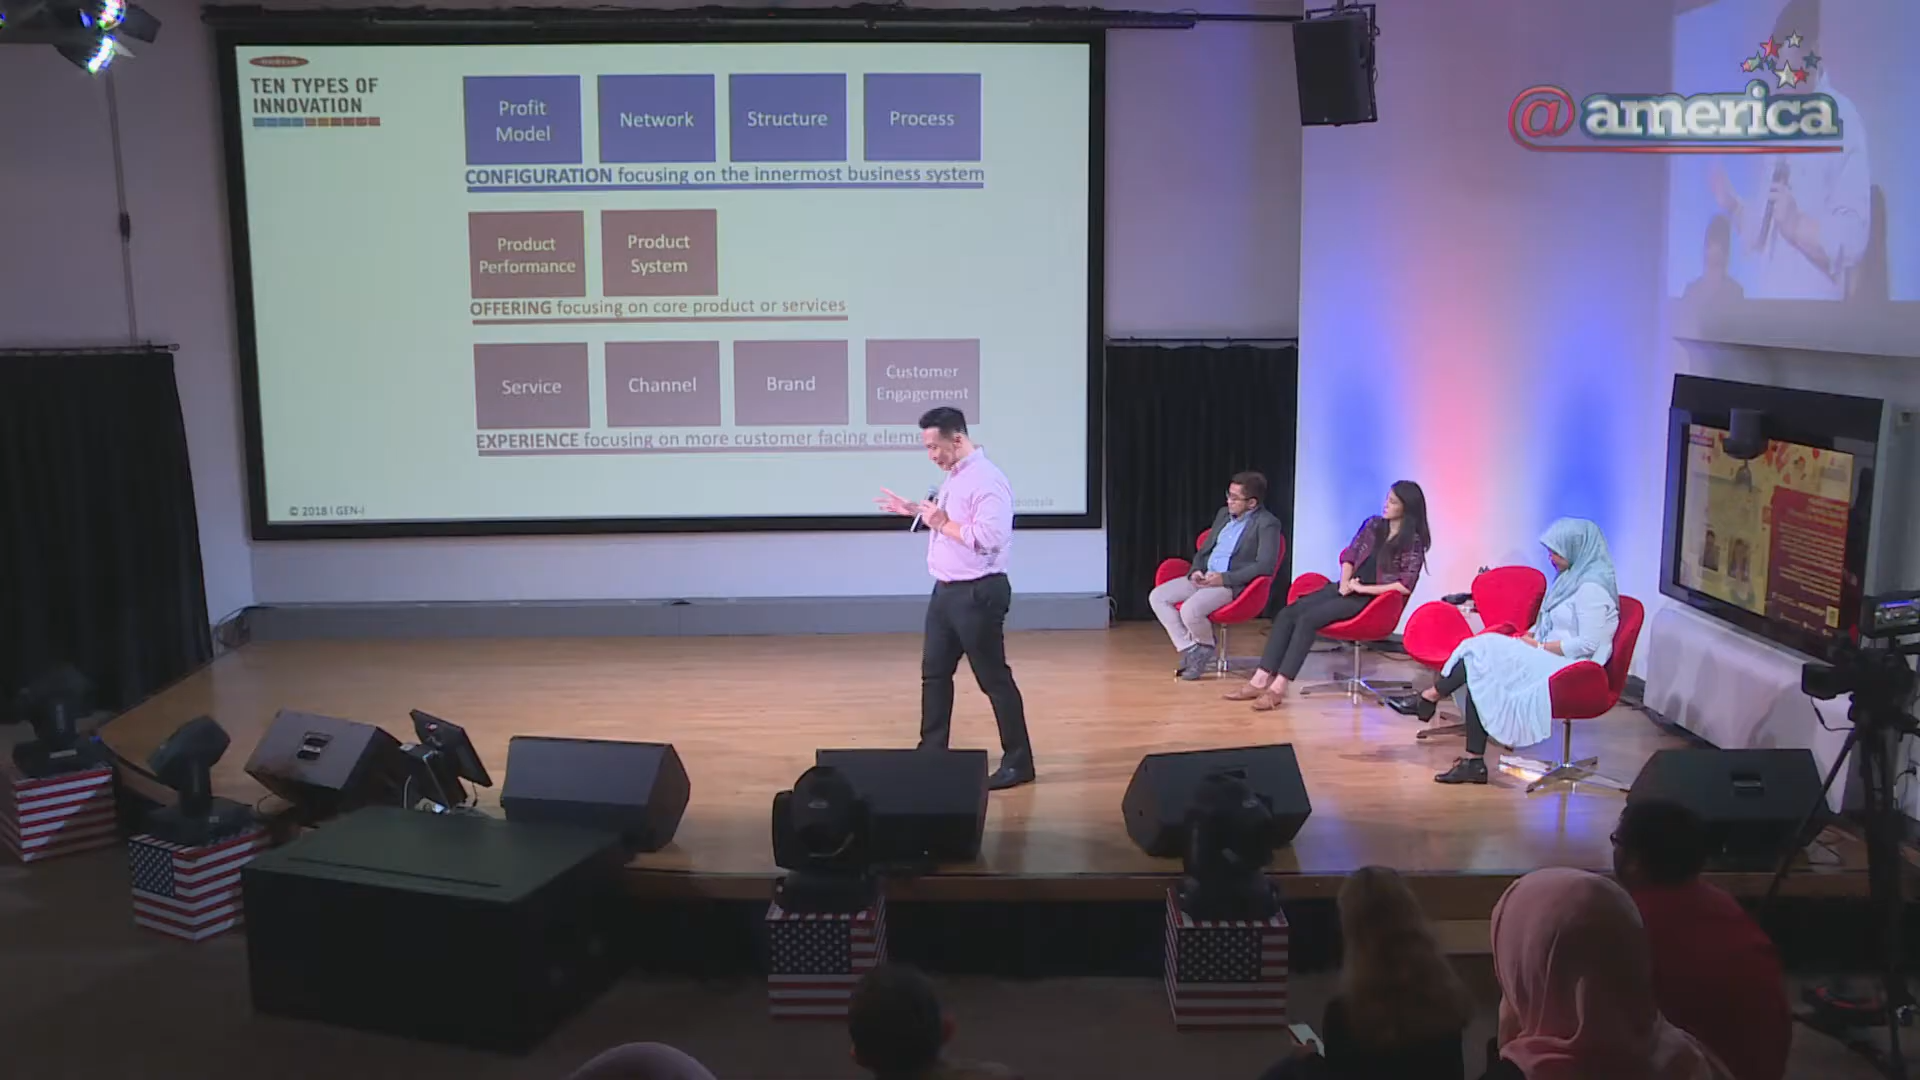 TEN TYPES OF
INNOVATION
Profit
Model
Network
Structure
Process
CONFIGURATION focusing on the innermost business system
Product
Performance
Product
System
OFFERING focusing on core product or services
Service
Channel
Brand
Customer
Engagement
EXPERIENCE focusing on more customer facing eleme
© 2018 | GEN-i
@america